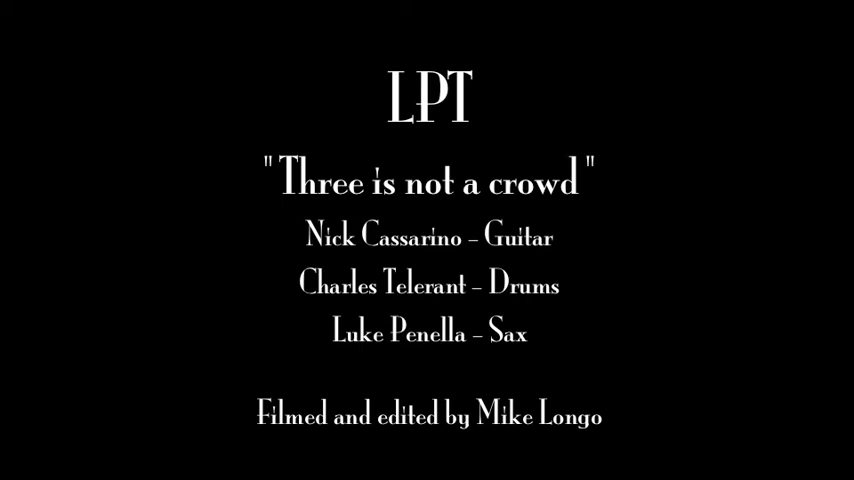 LPT
"Three is not a crowd"
Nick Cassarino - Guitar
Charles Telerant - Drums
Luke Penella - Sax
Filmed and edited by Mike Longo